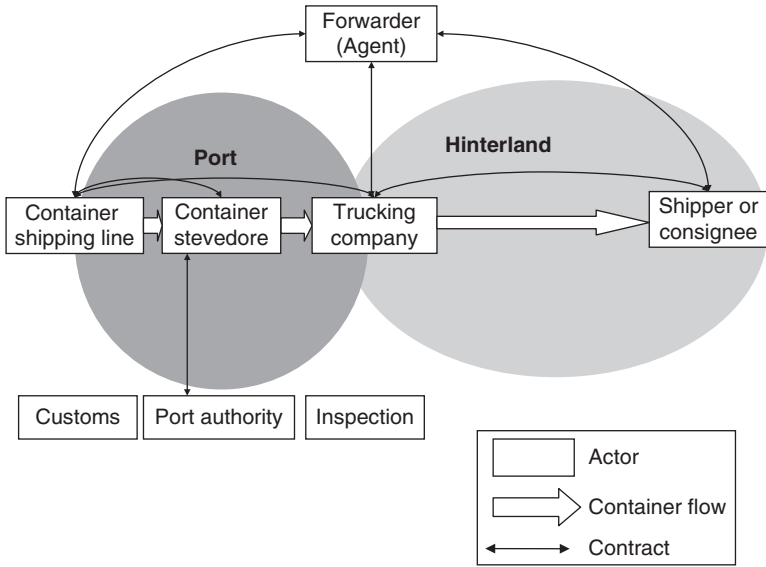 Forwarder
(Agent)
Port
Hinterland
Container
shipping line
Container
stevedore
Trucking
company
Shipper or
consignee
Customs
Port authority
Inspection
Actor
Container flow
Contract